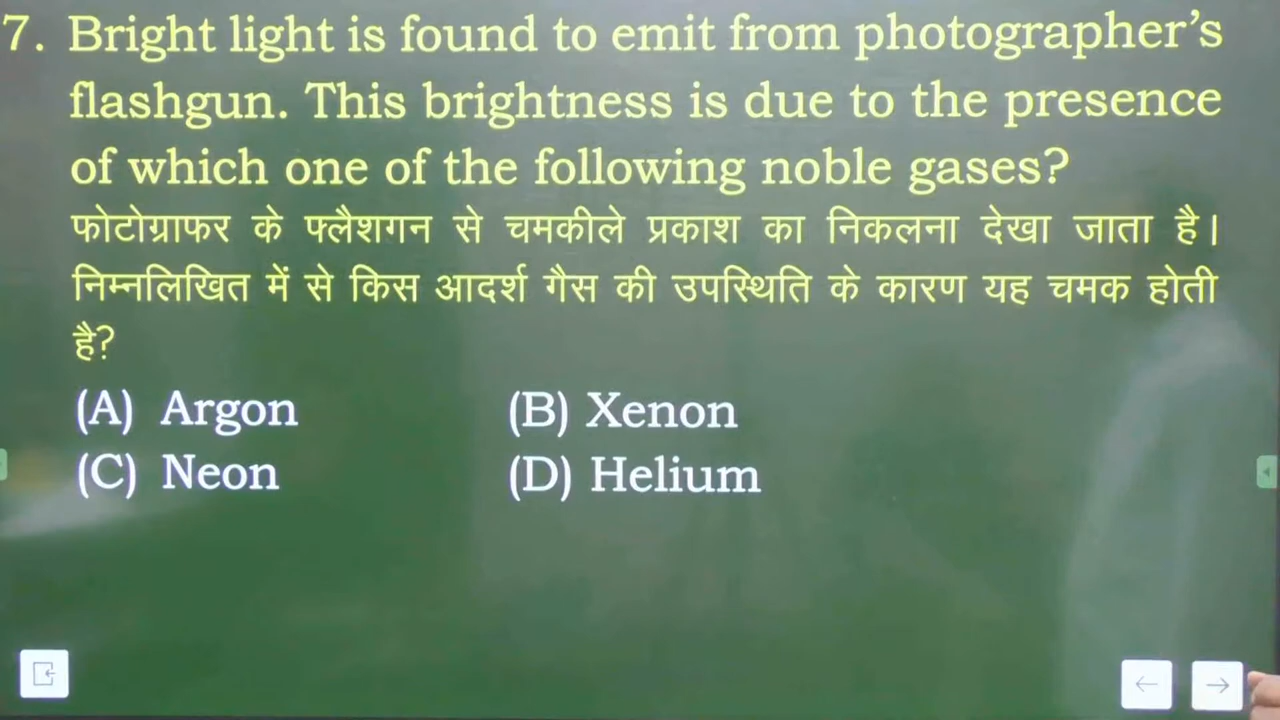 7. Bright light is found to emit from photographer’s
flashgun. This brightness is due to the presence
of which one of the following noble gases?
फोटोग्राफर के फ्लैशगन से चमकीले प्रकाश का निकलना देखा जाता है।
निम्नलिखित में से किस आदर्श गैस की उपस्थिति के कारण यह चमक होती
है?
(A) Argon (B) Xenon
(C) Neon (D) Helium